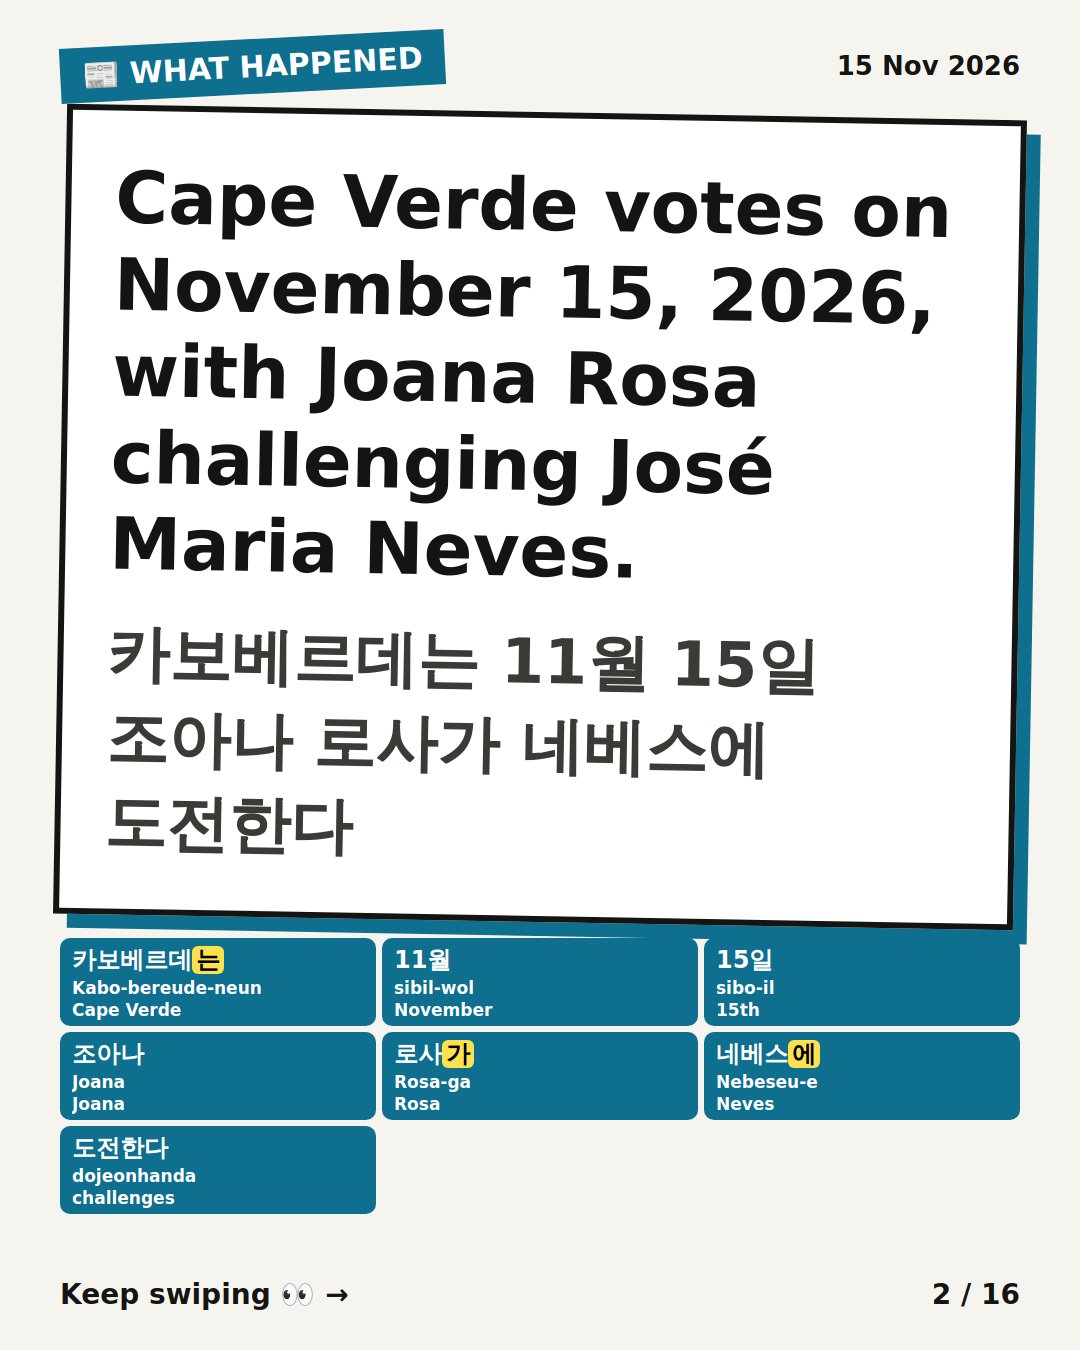 📰 WHAT HAPPENED
15 Nov 2026
Cape Verde votes on
November 15, 2026,
with Joana Rosa
challenging José
Maria Neves.
카보베르데는 11월 15일
조아나 로사가 네베스에
도전한다
카보베르데는
Kabo-bereude-neun
Cape Verde
11월
sibil-wol
November
15일
sibo-il
15th
조아나
Joana
Joana
로사가
Rosa-ga
Rosa
네베스에
Nebeseu-e
Neves
도전한다
dojeonhanda
challenges
Keep swiping 👀 →
2 / 16